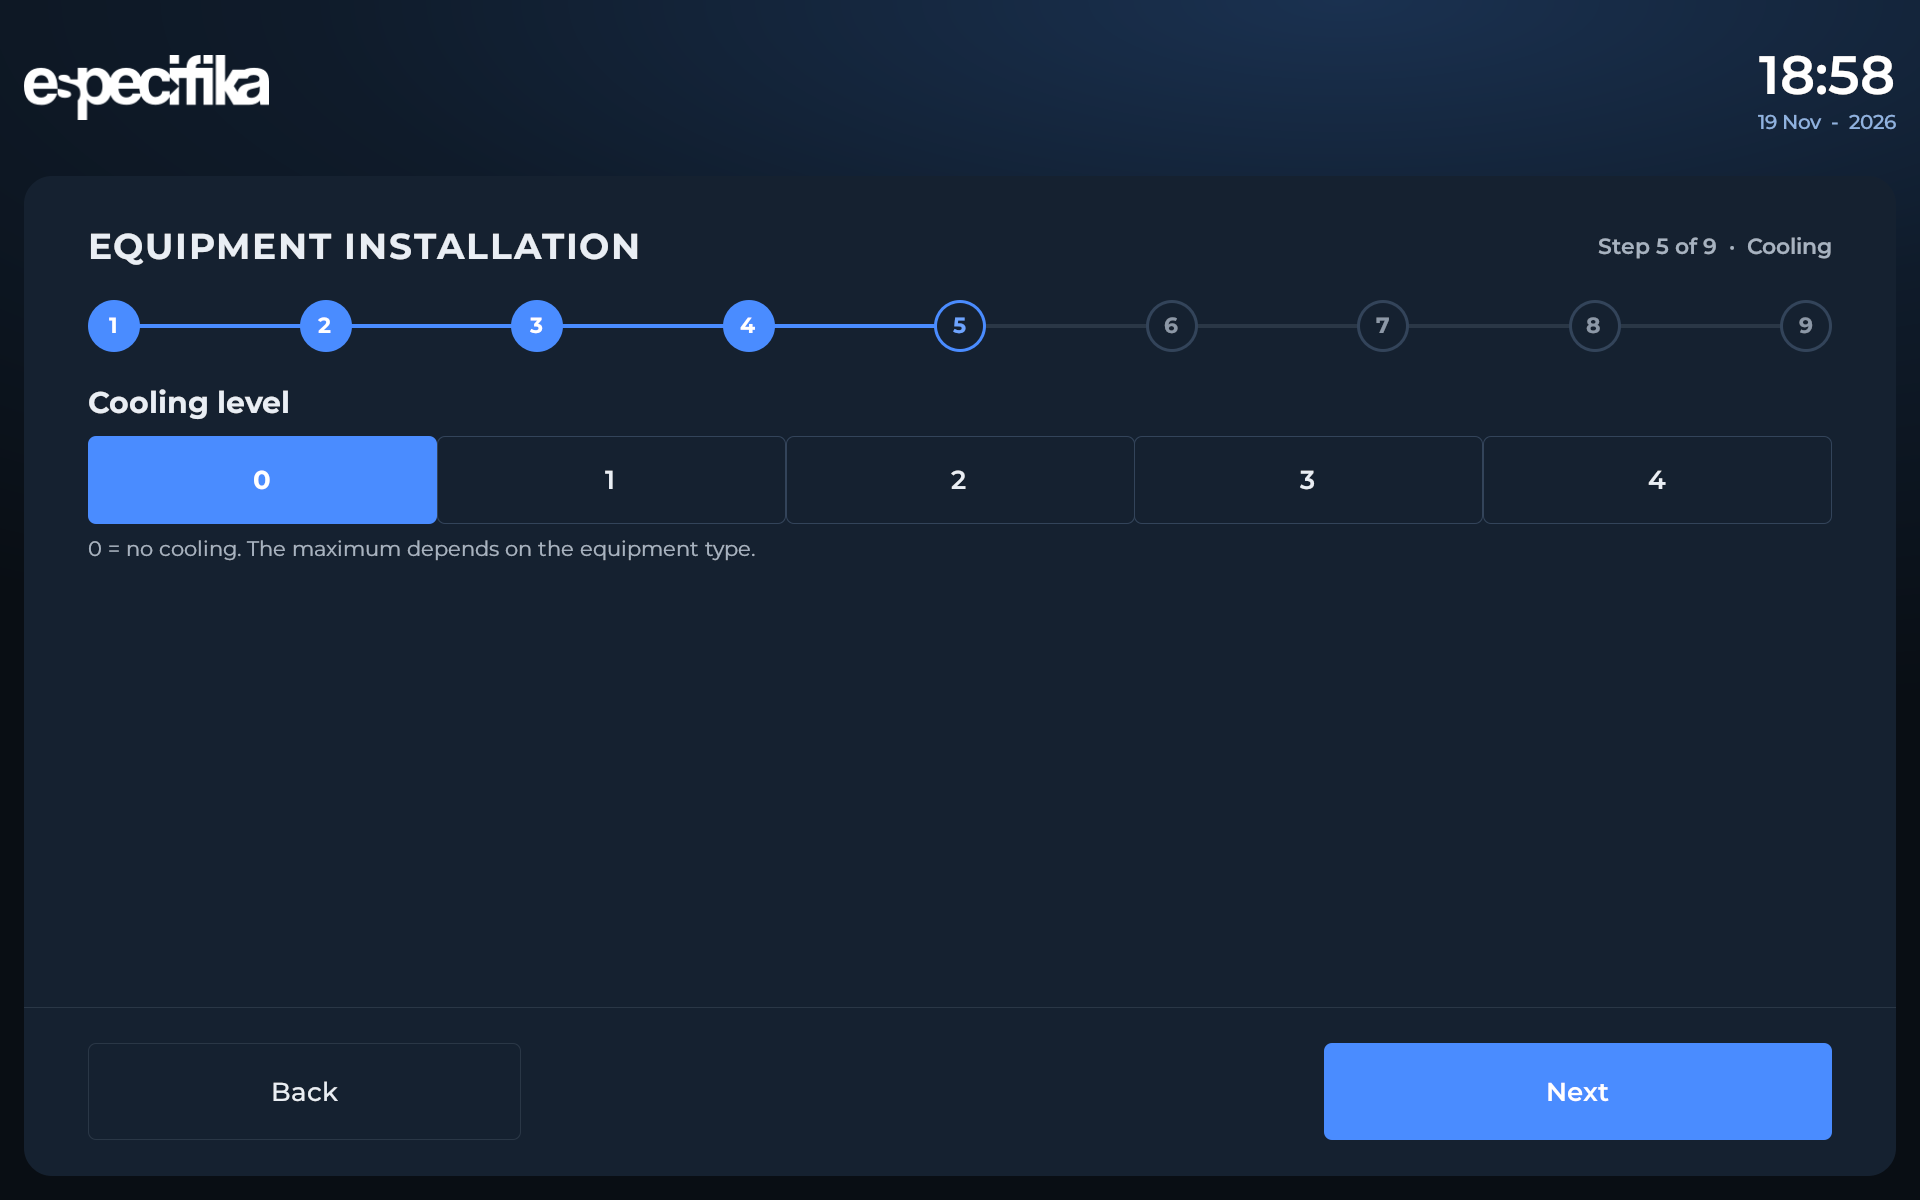 especifika
18:58
19 Nov - 2026
EQUIPMENT INSTALLATION
Step 5 of 9 · Cooling
1 2 3 4 5 6 7 8 9
Cooling level
0 1 2 3 4
0 = no cooling. The maximum depends on the equipment type.
Back
Next